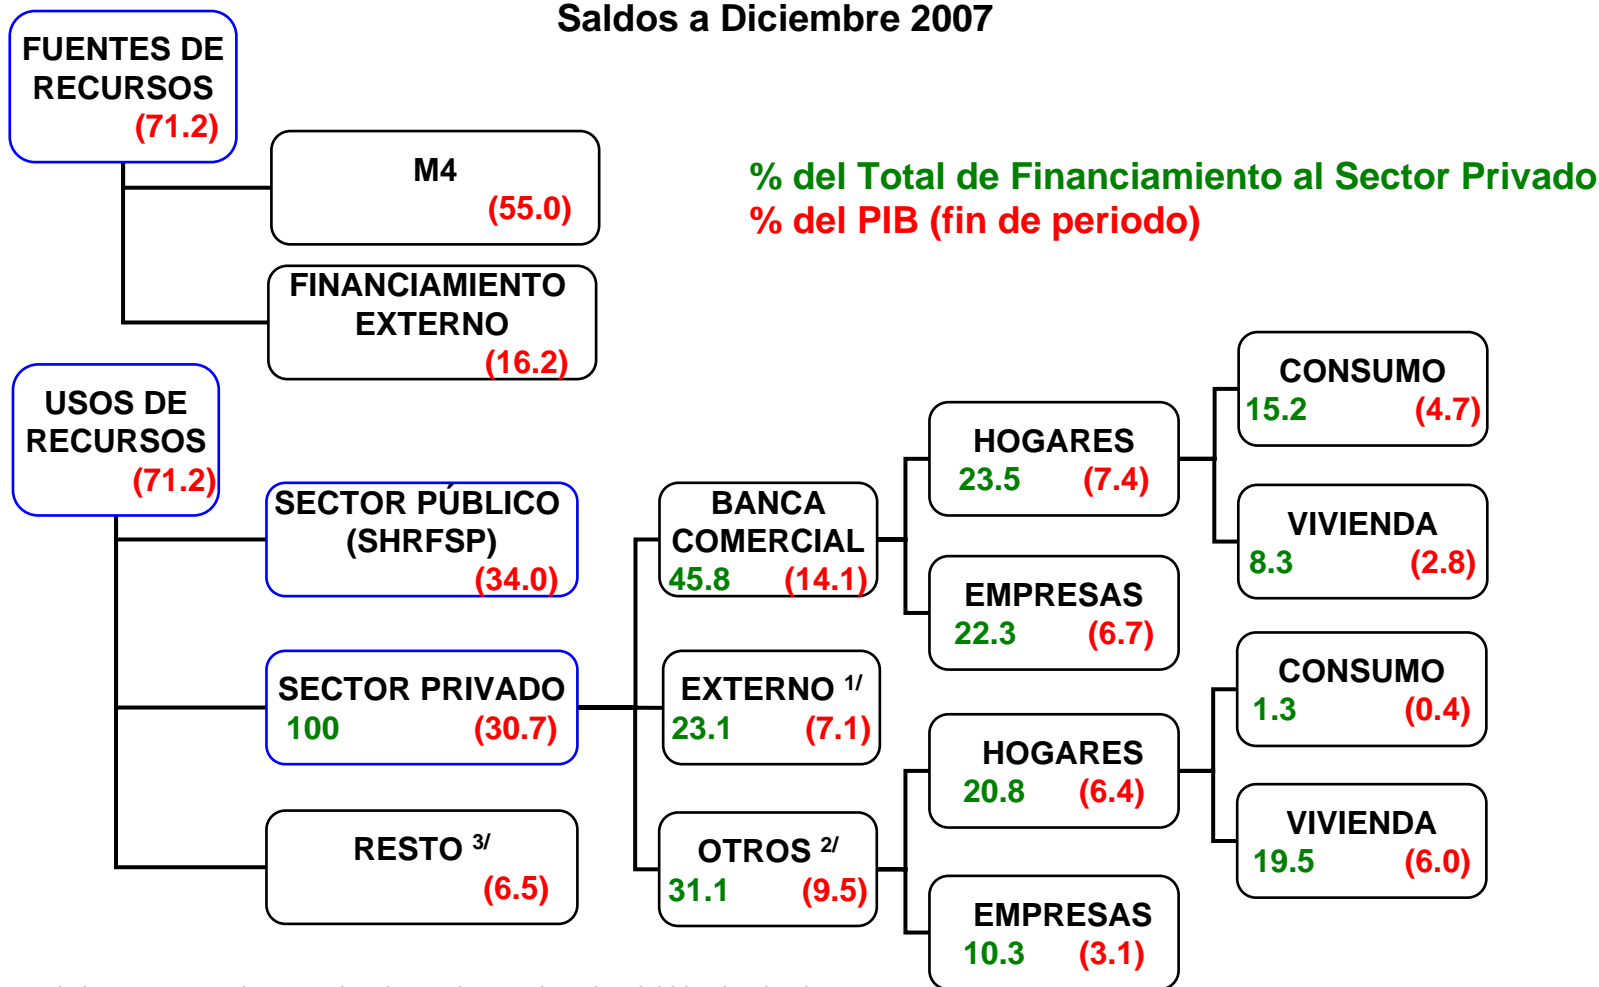 Saldos a Diciembre 2007
FUENTES DE
RECURSOS
(71.2)
M4
(55.0)
% del Total de Financiamiento al Sector Privado
% del PIB (fin de periodo)
FINANCIAMIENTO
EXTERNO
(16.2)
USOS DE
RECURSOS
(71.2)
SECTOR PÚBLICO
(SHRFSP)
(34.0)
SECTOR PRIVADO
100 (30.7)
RESTO 3/
(6.5)
BANCA
COMERCIAL
45.8 (14.1)
EXTERNO 1/
23.1 (7.1)
OTROS 2/
31.1 (9.5)
HOGARES
23.5 (7.4)
EMPRESAS
22.3 (6.7)
HOGARES
20.8 (6.4)
EMPRESAS
10.3 (3.1)
CONSUMO
15.2 (4.7)
VIVIENDA
8.3 (2.8)
CONSUMO
1.3 (0.4)
VIVIENDA
19.5 (6.0)